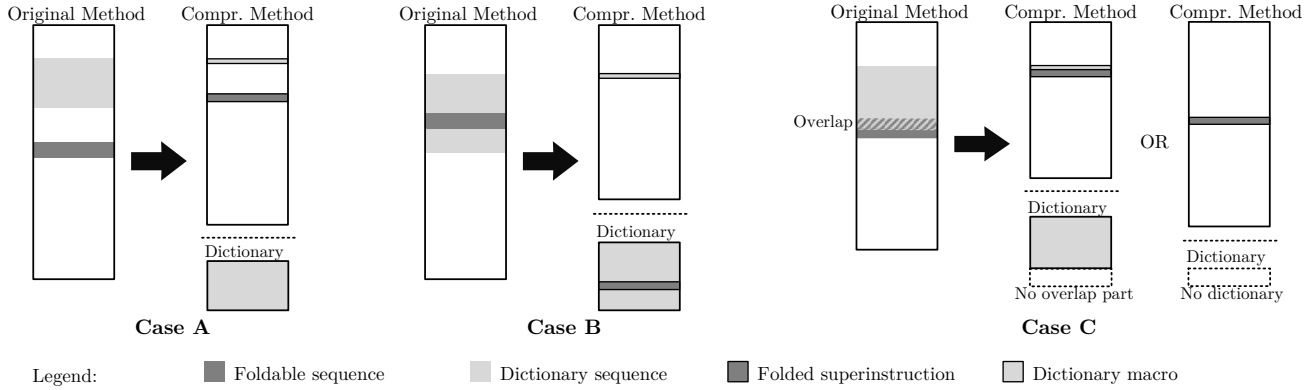 Original Method
Compr. Method
Dictionary
Case A
Original Method
Compr. Method
Dictionary
Case B
Original Method
Compr. Method
Compr. Method
Overlap
OR
Dictionary
Dictionary
No overlap part
No dictionary
Case C
Legend:
Foldable sequence
Dictionary sequence
Folded superinstruction
Dictionary macro